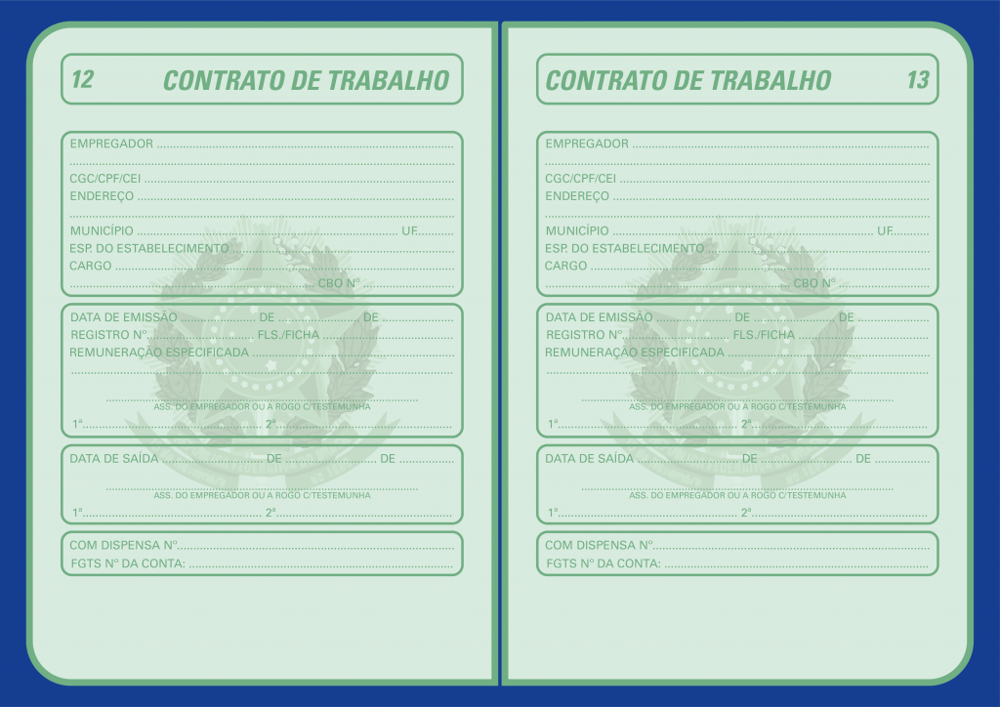 12 CONTRATO DE TRABALHO
EMPREGADOR
CGC/CPF/CEI
ENDEREÇO
MUNICÍPIO UF
ESP. DO ESTABELECIMENTO
CARGO
CBO Nº
DATA DE EMISSÃO DE DE
REGISTRO Nº FLS./FICHA
REMUNERAÇÃO ESPECIFICADA
ASS. DO EMPREGADOR OU A ROGO C/TESTEMUNHA
1ª 2ª
DATA DE SAÍDA DE DE
ASS. DO EMPREGADOR OU A ROGO C/TESTEMUNHA
1ª 2ª
COM DISPENSA Nº
FGTS Nº DA CONTA:
CONTRATO DE TRABALHO 13
EMPREGADOR
CGC/CPF/CEI
ENDEREÇO
MUNICÍPIO UF
ESP. DO ESTABELECIMENTO
CARGO
CBO Nº
DATA DE EMISSÃO DE DE
REGISTRO Nº FLS./FICHA
REMUNERAÇÃO ESPECIFICADA
ASS. DO EMPREGADOR OU A ROGO C/TESTEMUNHA
1ª 2ª
DATA DE SAÍDA DE DE
ASS. DO EMPREGADOR OU A ROGO C/TESTEMUNHA
1ª 2ª
COM DISPENSA Nº
FGTS Nº DA CONTA: